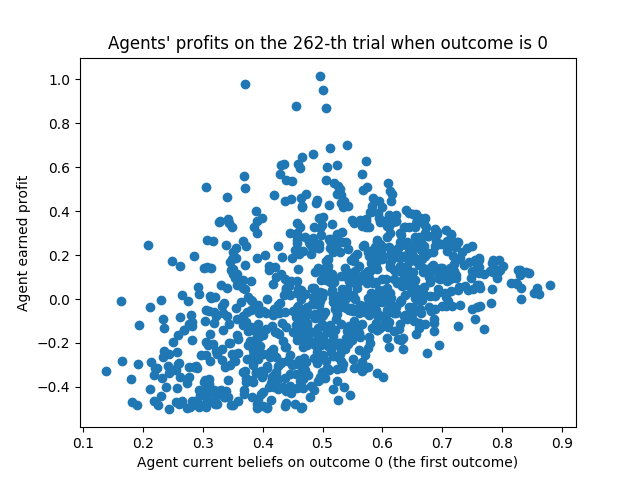 Agents' profits on the 262-th trial when outcome is 0
Agent earned profit
1.0
0.8
0.6
0.4
0.2
0.0
−0.2
−0.4
0.1 0.2 0.3 0.4 0.5 0.6 0.7 0.8 0.9
Agent current beliefs on outcome 0 (the first outcome)